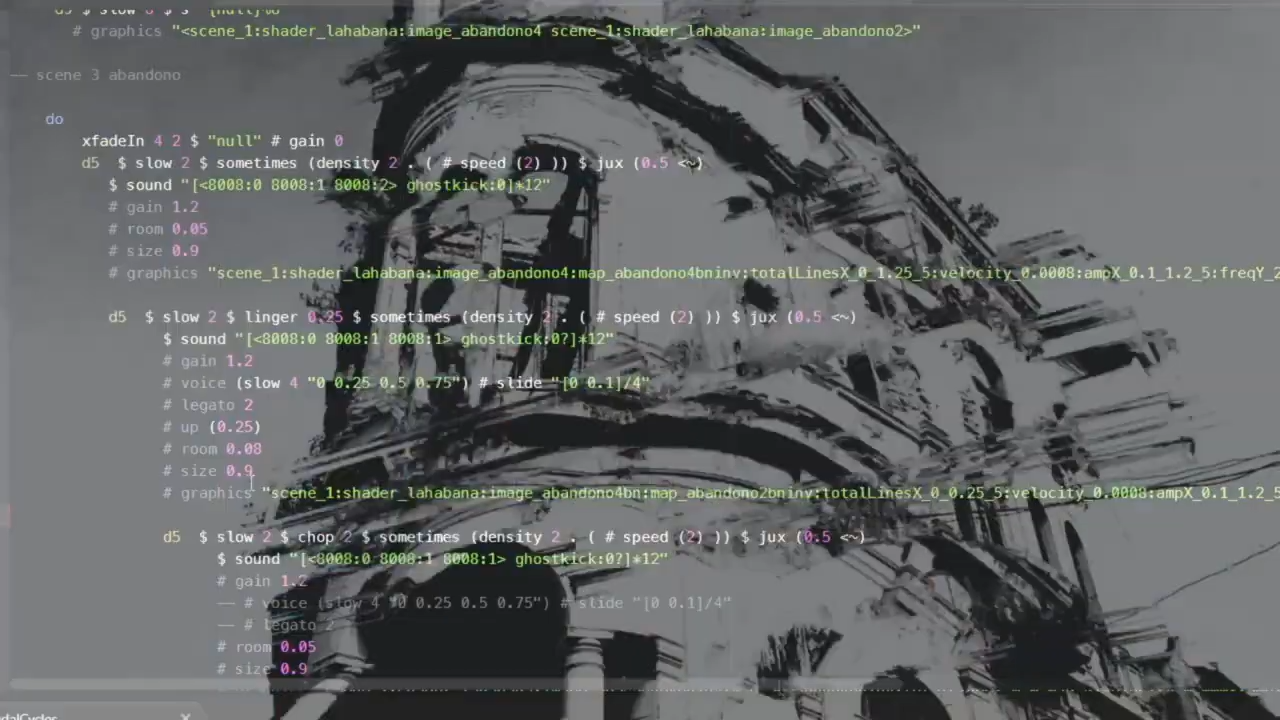 # graphics "<scene_1:shader_lahabana:image_abandono4 scene_1:shader_lahabana:image_abandono2>"
-- scene 3 abandono
do
xfadeIn 4 2 $ "null" # gain 0
d5  $ slow 2 $ sometimes (density 2 . ( # speed (2) )) $ jux (0.5 <~)
$ sound "[<8008:0 8008:1 8008:2> ghostkick:0]*12"
# gain 1.2
# room 0.05
# size 0.9
# graphics "scene_1:shader_lahabana:image_abandono4:map_abandono4bninv:totalLinesX_0_1.25_5:velocity_0.0008:ampX_0.1_1.2_5:freqY_2
d5  $ slow 2 $ linger 0.25 $ sometimes (density 2 . ( # speed (2) )) $ jux (0.5 <~)
$ sound "[<8008:0 8008:1 8008:1> ghostkick:0?]*12"
# gain 1.2
# voice (slow 4 "0 0.25 0.5 0.75") # slide "[0 0.1]/4"
# legato 2
# up (0.25)
# room 0.08
# size 0.9
# graphics "scene_1:shader_lahabana:image_abandono4bn:map_abandono2bninv:totalLinesX_0_0.25_5:velocity_0.0008:ampX_0.1_1.2_5
d5  $ slow 2 $ chop 2 $ sometimes (density 2 . ( # speed (2) )) $ jux (0.5 <~)
$ sound "[<8008:0 8008:1 8008:1> ghostkick:0?]*12"
# gain 1.2
-- # voice (slow 4 "0 0.25 0.5 0.75") # slide "[0 0.1]/4"
-- # legato 2
# room 0.05
# size 0.9
dalCycles